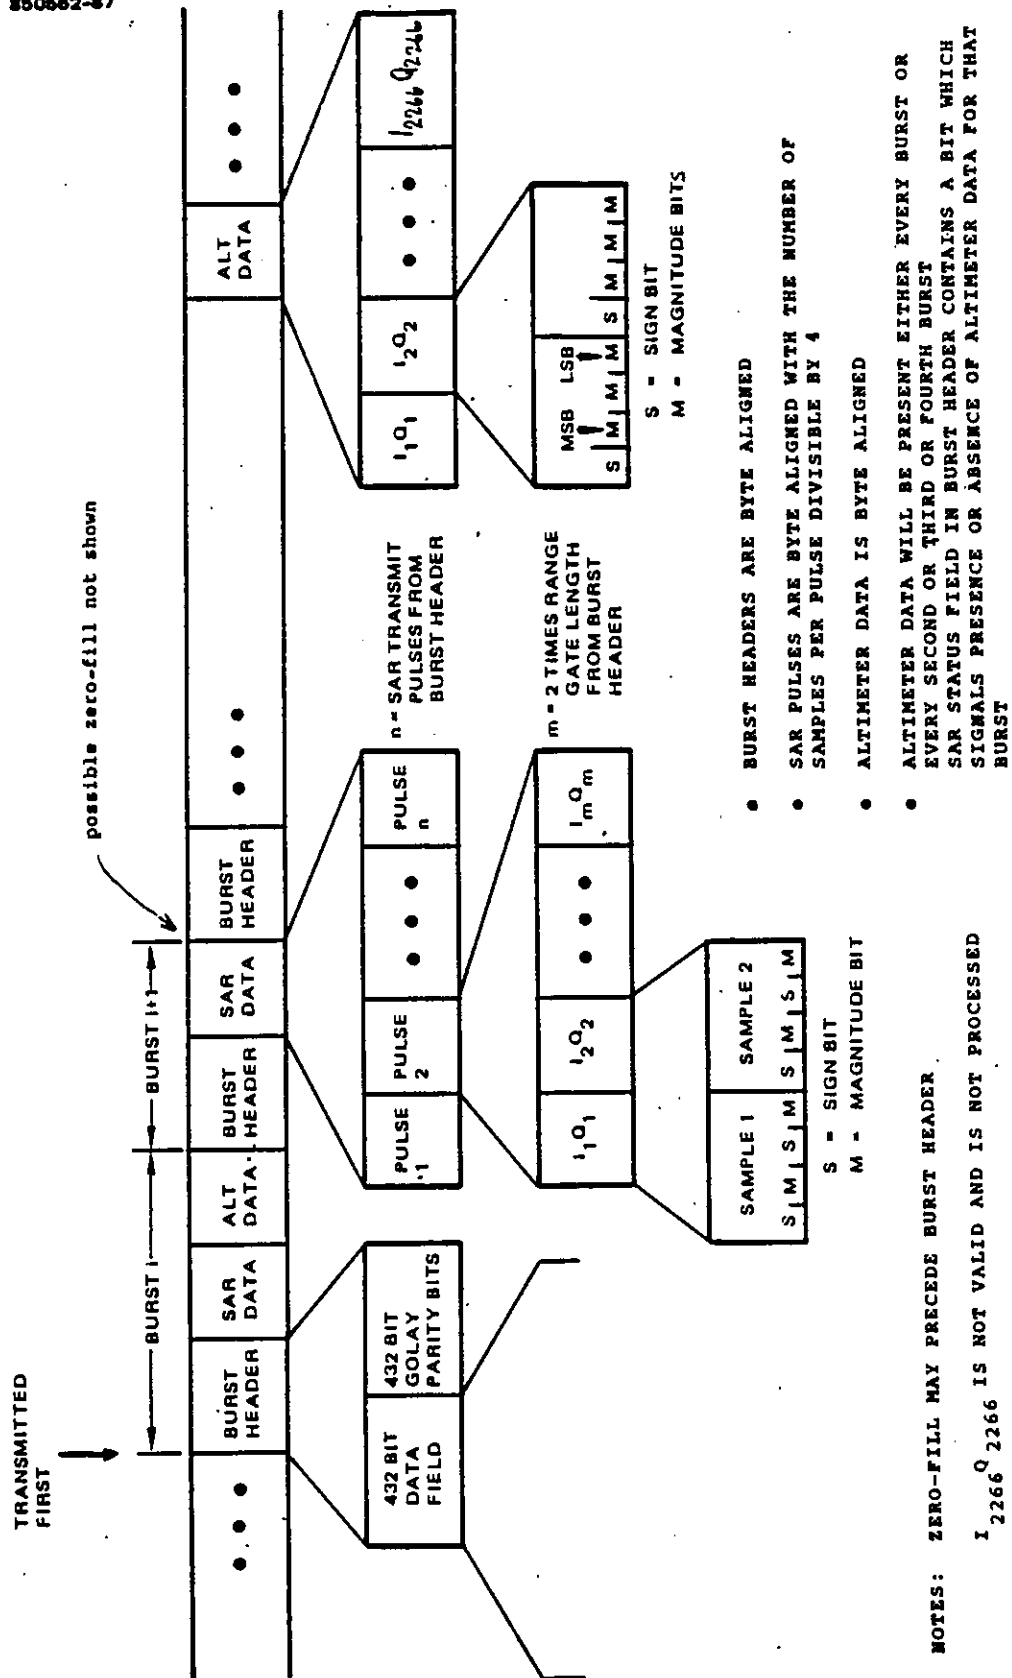 850562-87
TRANSMITTED
FIRST
possible zero-fill not shown
BURST I
BURST I+1
BURST
HEADER
SAR
DATA
ALT
DATA
BURST
HEADER
SAR
DATA
BURST
HEADER
ALT
DATA
432 BIT
DATA
FIELD
432 BIT
GOLAY
PARITY BITS
PULSE
1
PULSE
2
PULSE
n
n = SAR TRANSMIT
PULSES FROM
BURST HEADER
I1Q1
I2Q2
I2266 Q2266
I1Q1
I2Q2
ImQm
m = 2 TIMES RANGE
GATE LENGTH
FROM BURST
HEADER
MSB LSB
S M M M
S M M M
S = SIGN BIT
M = MAGNITUDE BITS
SAMPLE 1
SAMPLE 2
S M S M
S M S M
S = SIGN BIT
M = MAGNITUDE BIT
• BURST HEADERS ARE BYTE ALIGNED
• SAR PULSES ARE BYTE ALIGNED WITH THE NUMBER OF
SAMPLES PER PULSE DIVISIBLE BY 4
• ALTIMETER DATA IS BYTE ALIGNED
• ALTIMETER DATA WILL BE PRESENT EITHER EVERY BURST OR
EVERY SECOND OR THIRD OR FOURTH BURST
SAR STATUS FIELD IN BURST HEADER CONTAINS A BIT WHICH
SIGNALS PRESENCE OR ABSENCE OF ALTIMETER DATA FOR THAT
BURST
NOTES: ZERO-FILL MAY PRECEDE BURST HEADER
I2266Q2266 IS NOT VALID AND IS NOT PROCESSED